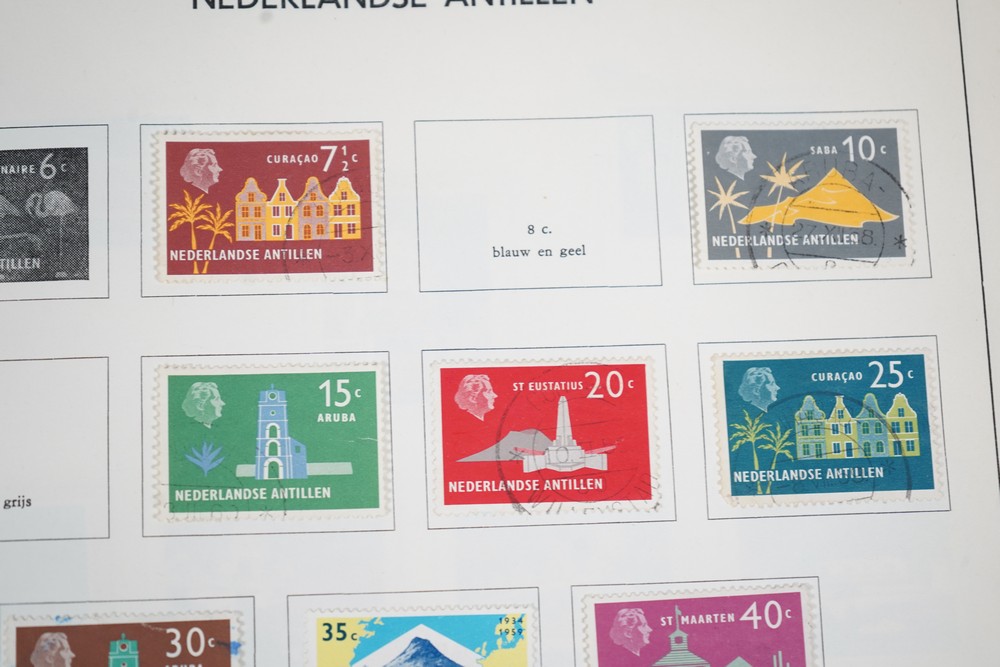 NEDERLANDSE ANTILLEN
NAIRE 6 c
TILLEN
CURAÇAO 7½ c
NEDERLANDSE ANTILLEN
8 c.
blauw en geel
SABA 10 c
NEDERLANDSE ANTILLEN
grijs
15 c
ARUBA
NEDERLANDSE ANTILLEN
ST EUSTATIUS 20 c
NEDERLANDSE ANTILLEN
CURAÇAO 25 c
NEDERLANDSE ANTILLEN
30 c
ARUBA
35 c
1934
1959
ST MAARTEN 40 c